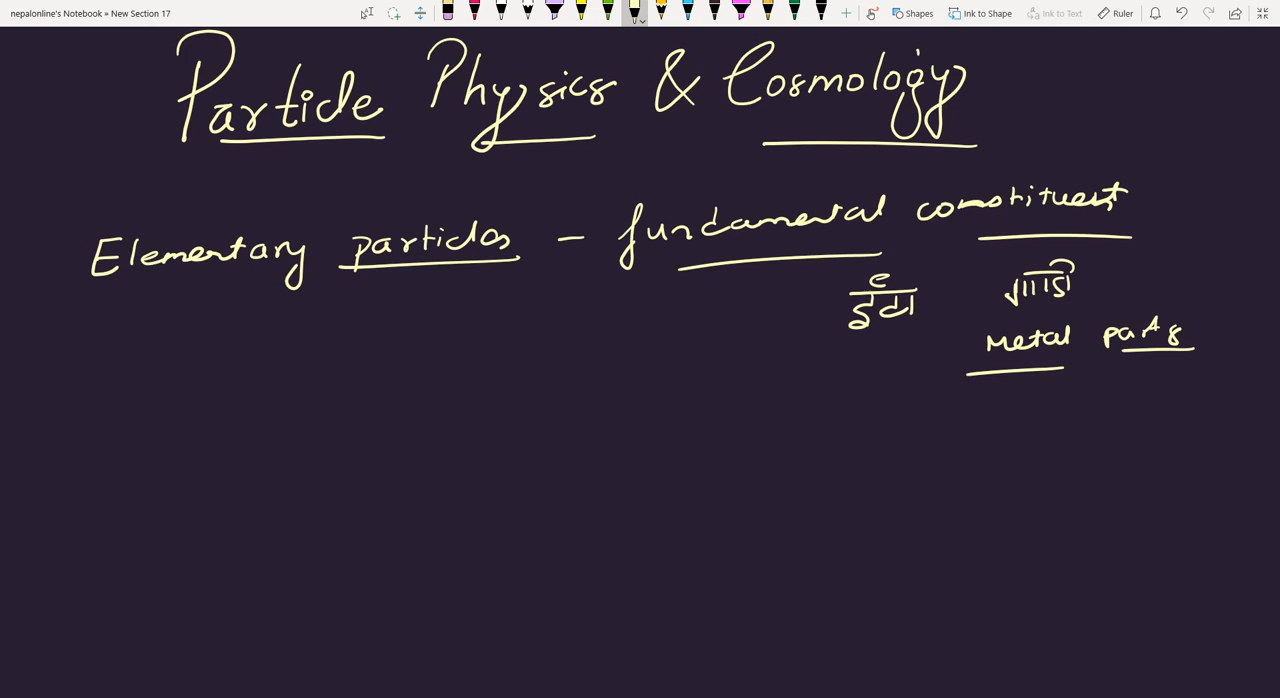 nepalonline's Notebook » New Section 17
Shapes
Ink to Shape
Ink to Text
Ruler
Particle Physics & Cosmology
Elementary particles – fundamental constituent
Metal parts